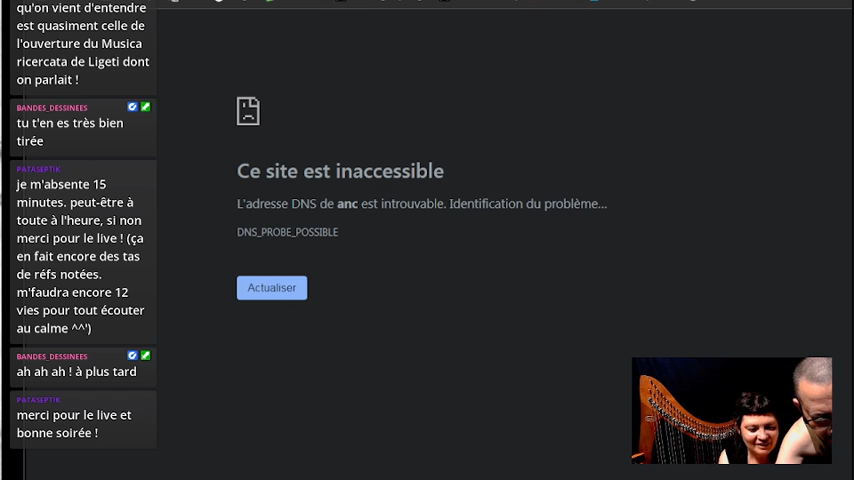 qu'on vient d'entendre
est quasiment celle de
l'ouverture du Musica
ricercata de Ligeti dont
on parlait !
BANDES_DESSINEES
tu t'en es très bien
tirée
PATASEPTIK
je m'absente 15
minutes. peut-être à
toute à l'heure, si non
merci pour le live ! (ça
en fait encore des tas
de réfs notées.
m'faudra encore 12
vies pour tout écouter
au calme ^^')
BANDES_DESSINEES
ah ah ah ! à plus tard
PATASEPTIK
merci pour le live et
bonne soirée !
Ce site est inaccessible
L'adresse DNS de anc est introuvable. Identification du problème...
DNS_PROBE_POSSIBLE
Actualiser